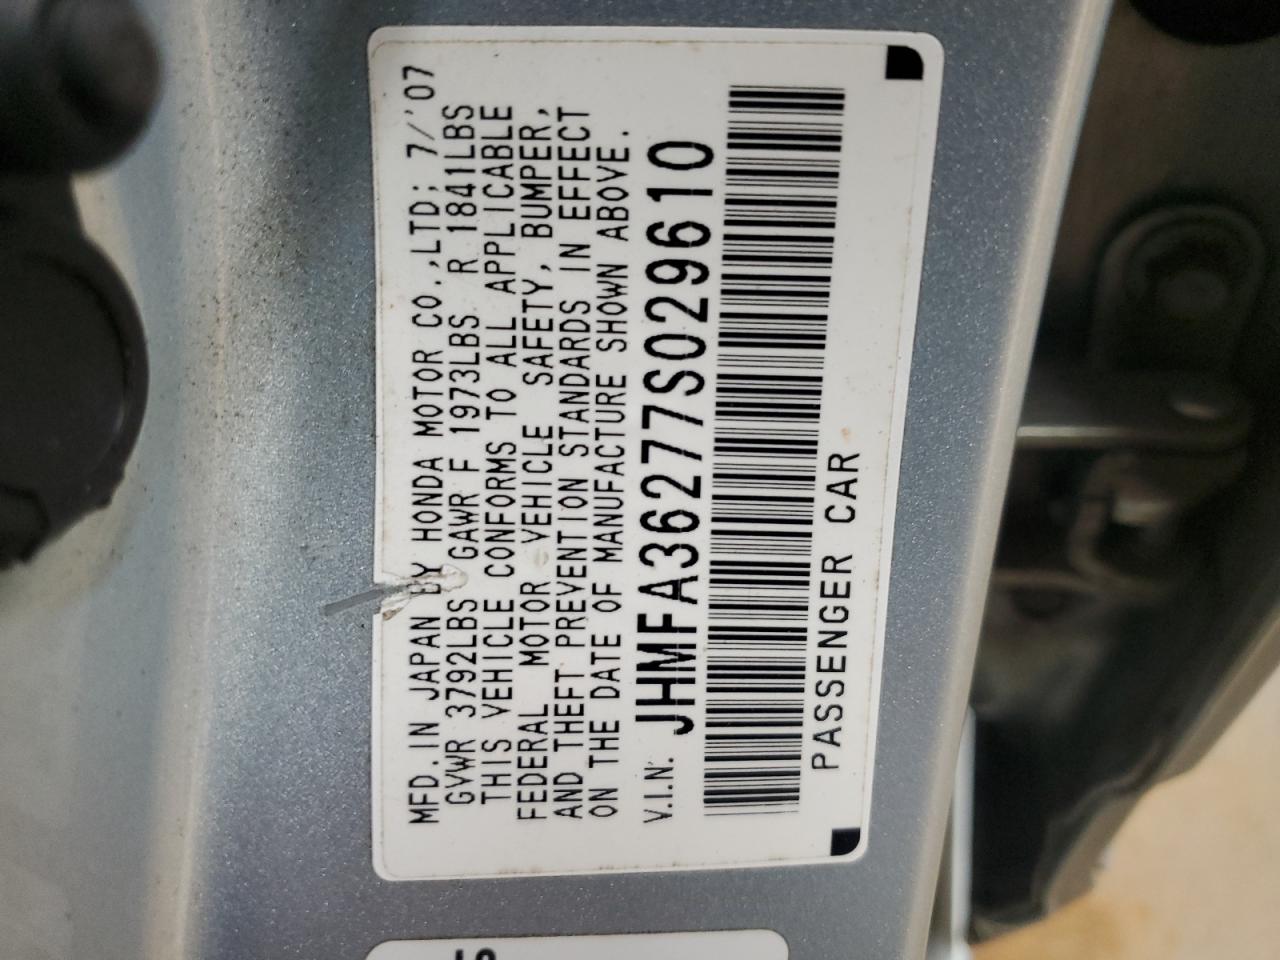 MFD. IN JAPAN BY HONDA MOTOR CO.,LTD; 7/'07
GVWR 3792LBS GAWR F 1973LBS R 1841LBS
THIS VEHICLE CONFORMS TO ALL APPLICABLE
FEDERAL MOTOR VEHICLE SAFETY, BUMPER,
AND THEFT PREVENTION STANDARDS IN EFFECT
ON THE DATE OF MANUFACTURE SHOWN ABOVE.
V.I.N. JHMFA36277S029610
PASSENGER CAR